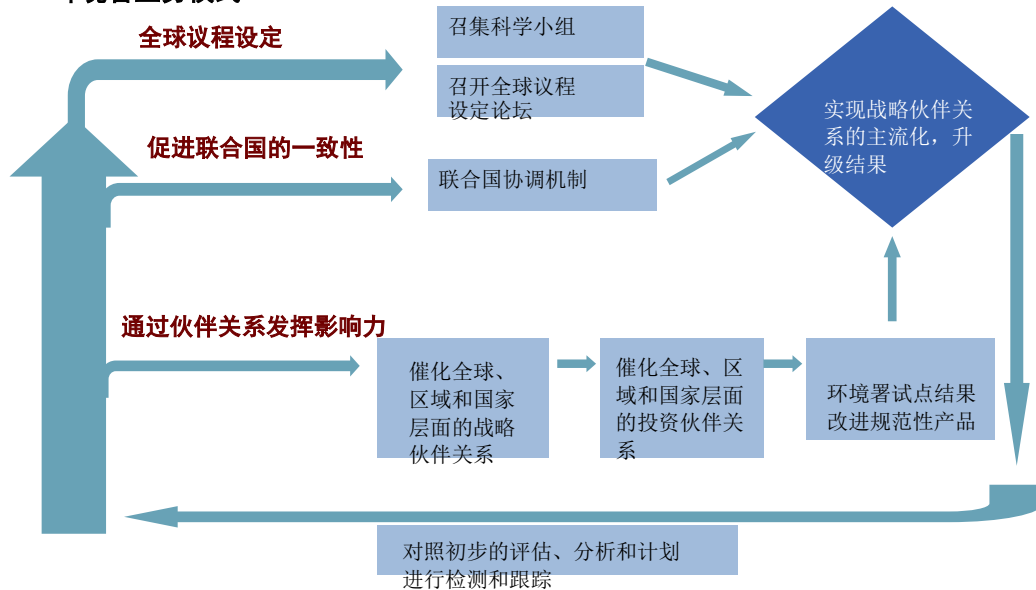 全球议程设定
召集科学小组
召开全球议程
设定论坛
实现战略伙伴关
系的主流化，升
级结果
促进联合国的一致性
联合国协调机制
通过伙伴关系发挥影响力
催化全球、
区域和国家
层面的战略
伙伴关系
催化全球、区
域和国家层面
的投资伙伴关
系
环境署试点结果
改进规范性产品
对照初步的评估、分析和计划
进行检测和跟踪